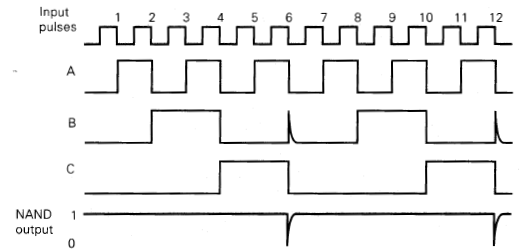 Input
pulses
1 2 3 4 5 6 7 8 9 10 11 12
A
B
C
NAND
output
1
0